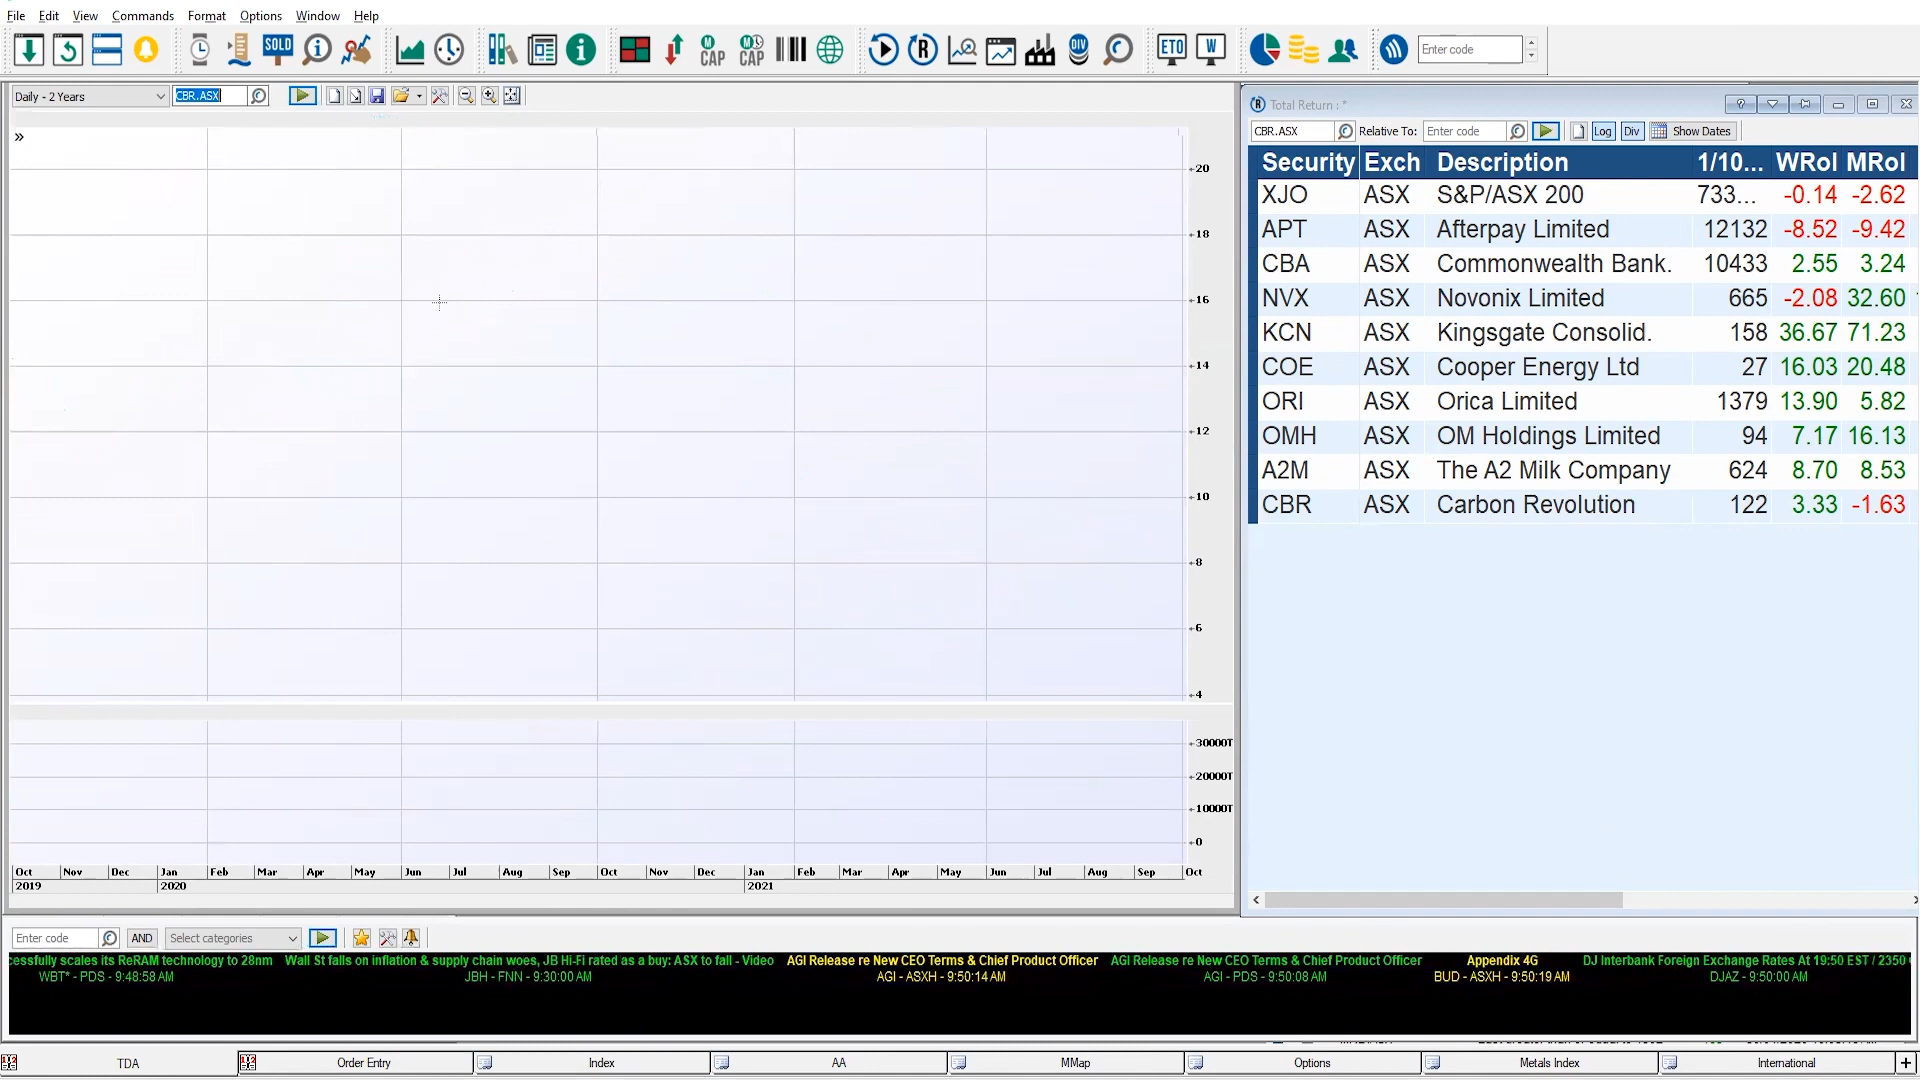 File Edit View Commands Format Options Window Help
SOLD M CAP M CAP R DIV ETO W Enter code
Daily - 2 Years CBR.ASX
»
20
18
16
14
12
10
8
6
4
30000T
20000T
10000T
0
Oct Nov Dec Jan Feb Mar Apr May Jun Jul Aug Sep Oct Nov Dec Jan Feb Mar Apr May Jun Jul Aug Sep Oct
2019 2020 2021
R Total Return : *
CBR.ASX Relative To: Enter code Log Div Show Dates
Security Exch Description 1/10... WRol MRol
XJO ASX S&P/ASX 200 733... -0.14 -2.62
APT ASX Afterpay Limited 12132 -8.52 -9.42
CBA ASX Commonwealth Bank. 10433 2.55 3.24
NVX ASX Novonix Limited 665 -2.08 32.60
KCN ASX Kingsgate Consolid. 158 36.67 71.23
COE ASX Cooper Energy Ltd 27 16.03 20.48
ORI ASX Orica Limited 1379 13.90 5.82
OMH ASX OM Holdings Limited 94 7.17 16.13
A2M ASX The A2 Milk Company 624 8.70 8.53
CBR ASX Carbon Revolution 122 3.33 -1.63
Enter code AND Select categories
cessfully scales its ReRAM technology to 28nm Wall St falls on inflation & supply chain woes, JB Hi-Fi rated as a buy: ASX to fall - Video AGI Release re New CEO Terms & Chief Product Officer AGI Release re New CEO Terms & Chief Product Officer Appendix 4G DJ Interbank Foreign Exchange Rates At 19:50 EST / 2350
WBT* - PDS - 9:48:58 AM JBH - FNN - 9:30:00 AM AGI - ASXH - 9:50:14 AM AGI - PDS - 9:50:08 AM BUD - ASXH - 9:50:19 AM DJAZ - 9:50:00 AM
TDA Order Entry Index AA MMap Options Metals Index International +